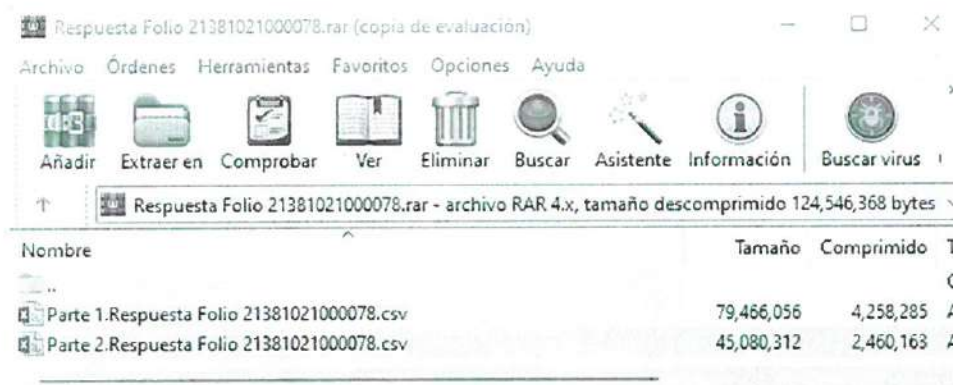 Respuesta Folio 21381021000078.rar (copia de evaluación)
Archivo Órdenes Herramientas Favoritos Opciones Ayuda
Añadir Extraer en Comprobar Ver Eliminar Buscar Asistente Información Buscar virus
Respuesta Folio 21381021000078.rar - archivo RAR 4.x, tamaño descomprimido 124,546,368 bytes
Nombre Tamaño Comprimido T
..
Parte 1.Respuesta Folio 21381021000078.csv 79,466,056 4,258,285 A
Parte 2.Respuesta Folio 21381021000078.csv 45,080,312 2,460,163 A